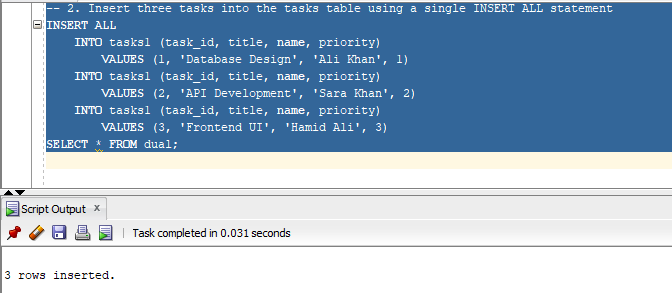 -- 2. Insert three tasks into the tasks table using a single INSERT ALL statement
INSERT ALL
INTO tasks1 (task_id, title, name, priority)
VALUES (1, 'Database Design', 'Ali Khan', 1)
INTO tasks1 (task_id, title, name, priority)
VALUES (2, 'API Development', 'Sara Khan', 2)
INTO tasks1 (task_id, title, name, priority)
VALUES (3, 'Frontend UI', 'Hamid Ali', 3)
SELECT * FROM dual;
Script Output x
Task completed in 0.031 seconds
3 rows inserted.